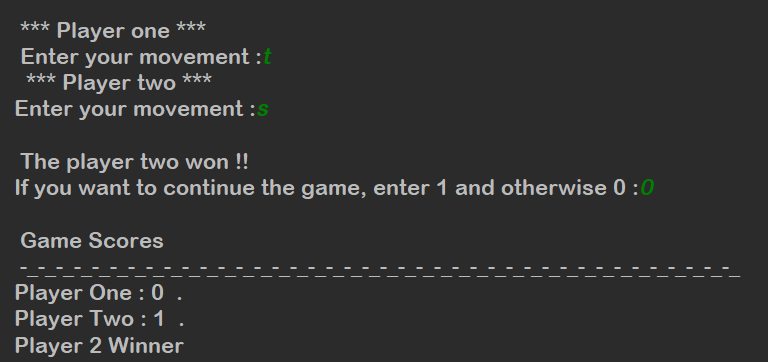 *** Player one ***
Enter your movement :t
*** Player two ***
Enter your movement :s
The player two won !!
If you want to continue the game, enter 1 and otherwise 0 :0
Game Scores
-_-_-_-_-_-_-_-_-_-_-_-_-_-_-_-_-_-_-_-_-_-_-_-_-_-_-_-_-_-_-_-_-_-_-_-_-_-_-_-_
Player One : 0 .
Player Two : 1 .
Player 2 Winner